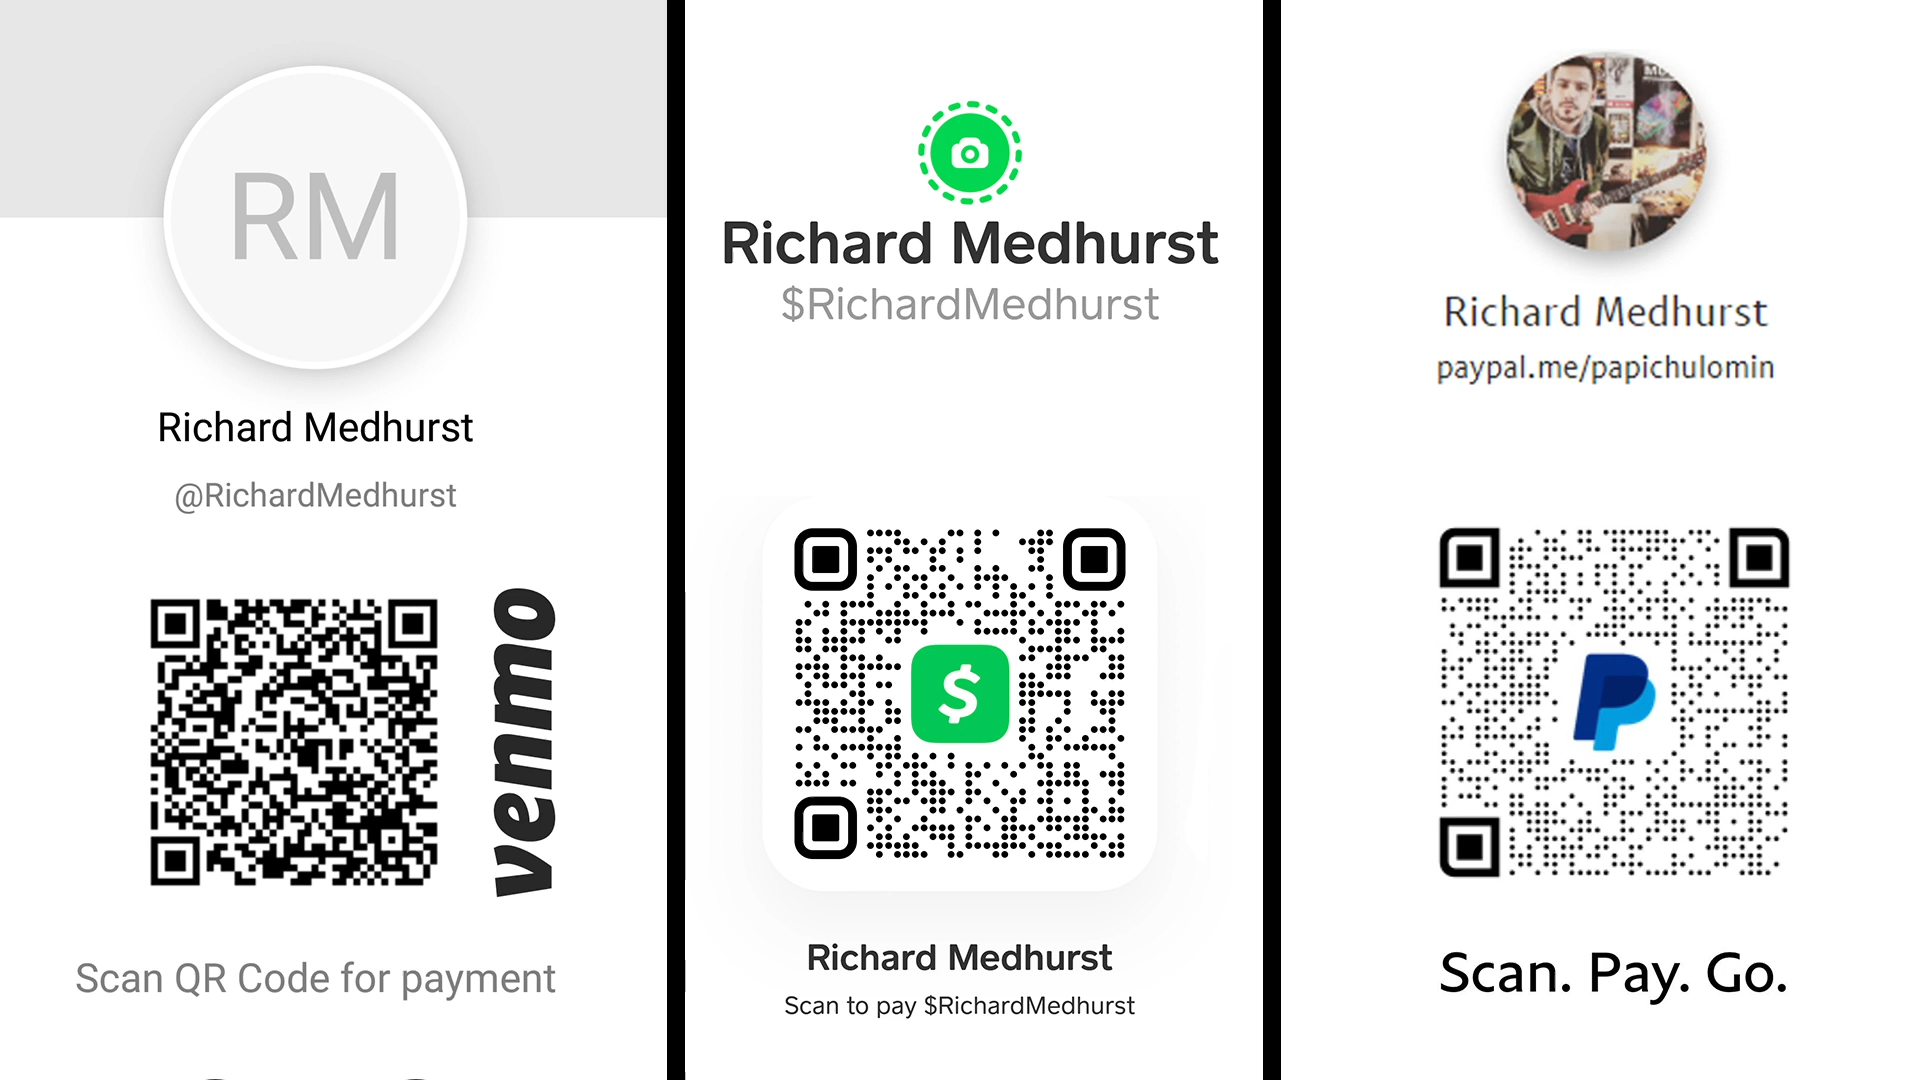 RM
Richard Medhurst
@RichardMedhurst
venmo
Scan QR Code for payment
Richard Medhurst
$RichardMedhurst
$
Richard Medhurst
Scan to pay $RichardMedhurst
Richard Medhurst
paypal.me/papichulomin
Scan. Pay. Go.